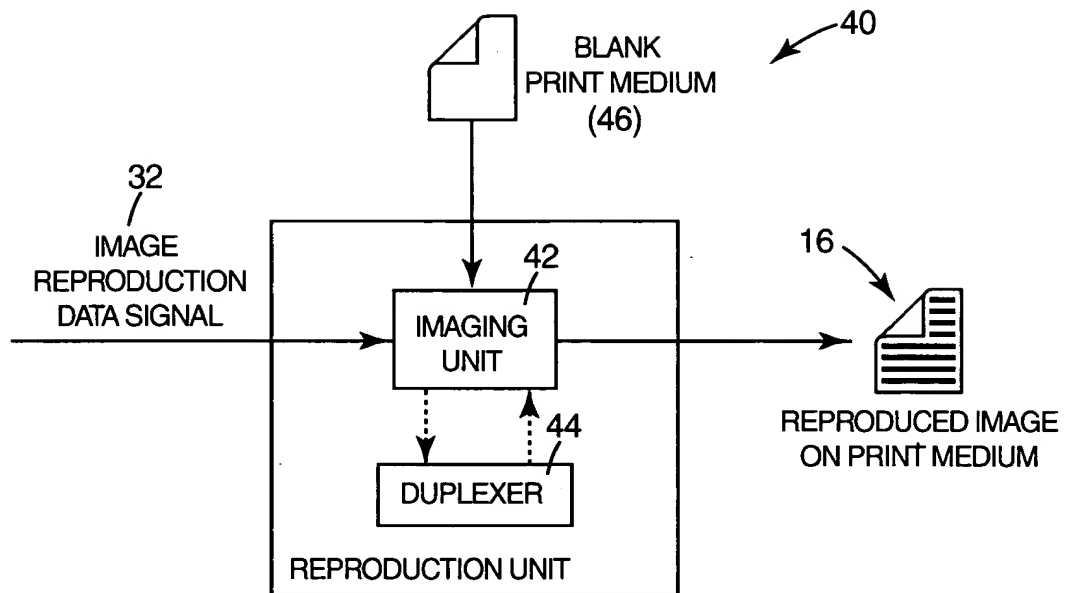 40
BLANK
PRINT MEDIUM
(46)
32
IMAGE
REPRODUCTION
DATA SIGNAL
42
IMAGING
UNIT
16
44
DUPLEXER
REPRODUCED IMAGE
ON PRINT MEDIUM
REPRODUCTION UNIT